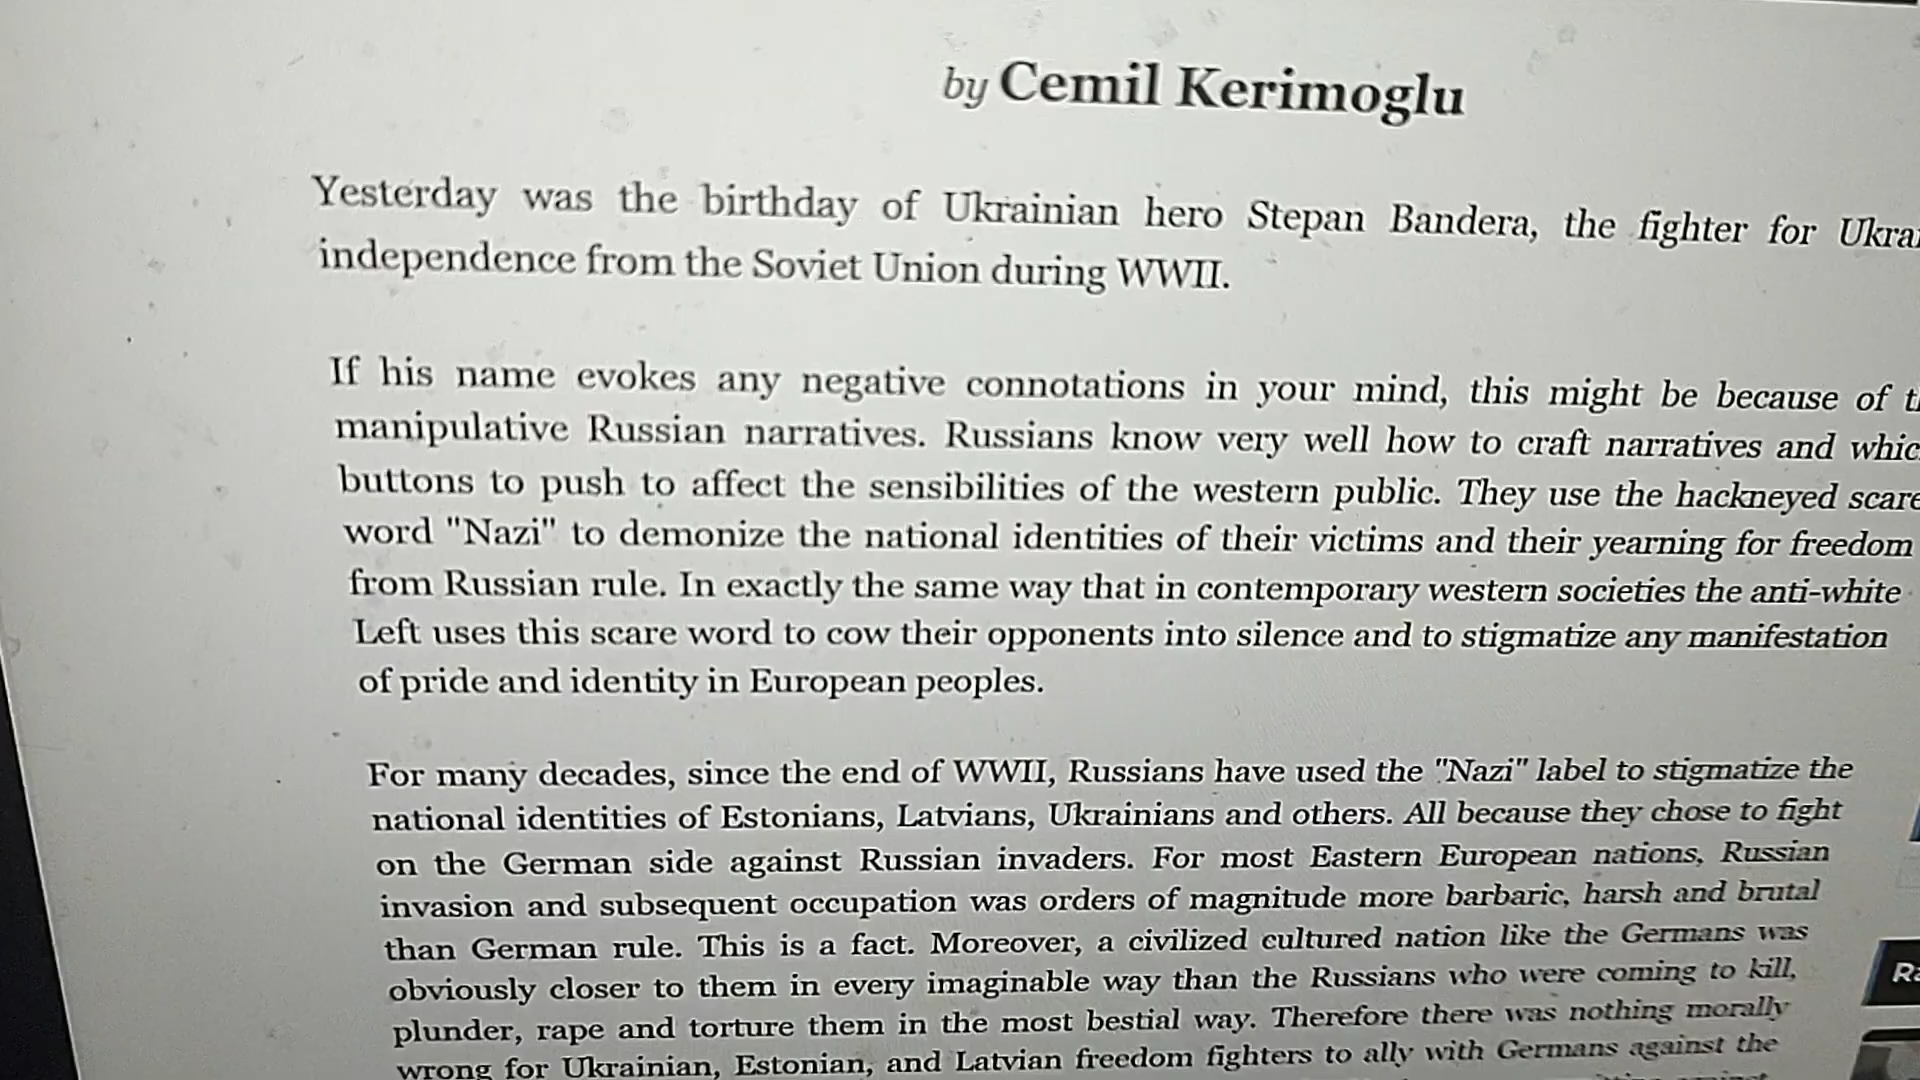 by Cemil Kerimoglu
Yesterday was the birthday of Ukrainian hero Stepan Bandera, the fighter for
independence from the Soviet Union during WWII.
If his name evokes any negative connotations in your mind, this might be because of
manipulative Russian narratives. Russians know very well how to craft narratives and
buttons to push to affect the sensibilities of the western public. They use the hackneyed scare
word "Nazi" to demonize the national identities of their victims and their yearning for freedom
from Russian rule. In exactly the same way that in contemporary western societies the anti-white
Left uses this scare word to cow their opponents into silence and to stigmatize any manifestation
of pride and identity in European peoples.
For many decades, since the end of WWII, Russians have used the "Nazi" label to stigmatize the
national identities of Estonians, Latvians, Ukrainians and others. All because they chose to fight
on the German side against Russian invaders. For most Eastern European nations, Russian
invasion and subsequent occupation was orders of magnitude more barbaric, harsh and brutal
than German rule. This is a fact. Moreover, a civilized cultured nation like the Germans was
obviously closer to them in every imaginable way than the Russians who were coming to kill,
plunder, rape and torture them in the most bestial way. Therefore there was nothing morally
wrong for Ukrainian, Estonian, and Latvian freedom fighters to ally with Germans against the